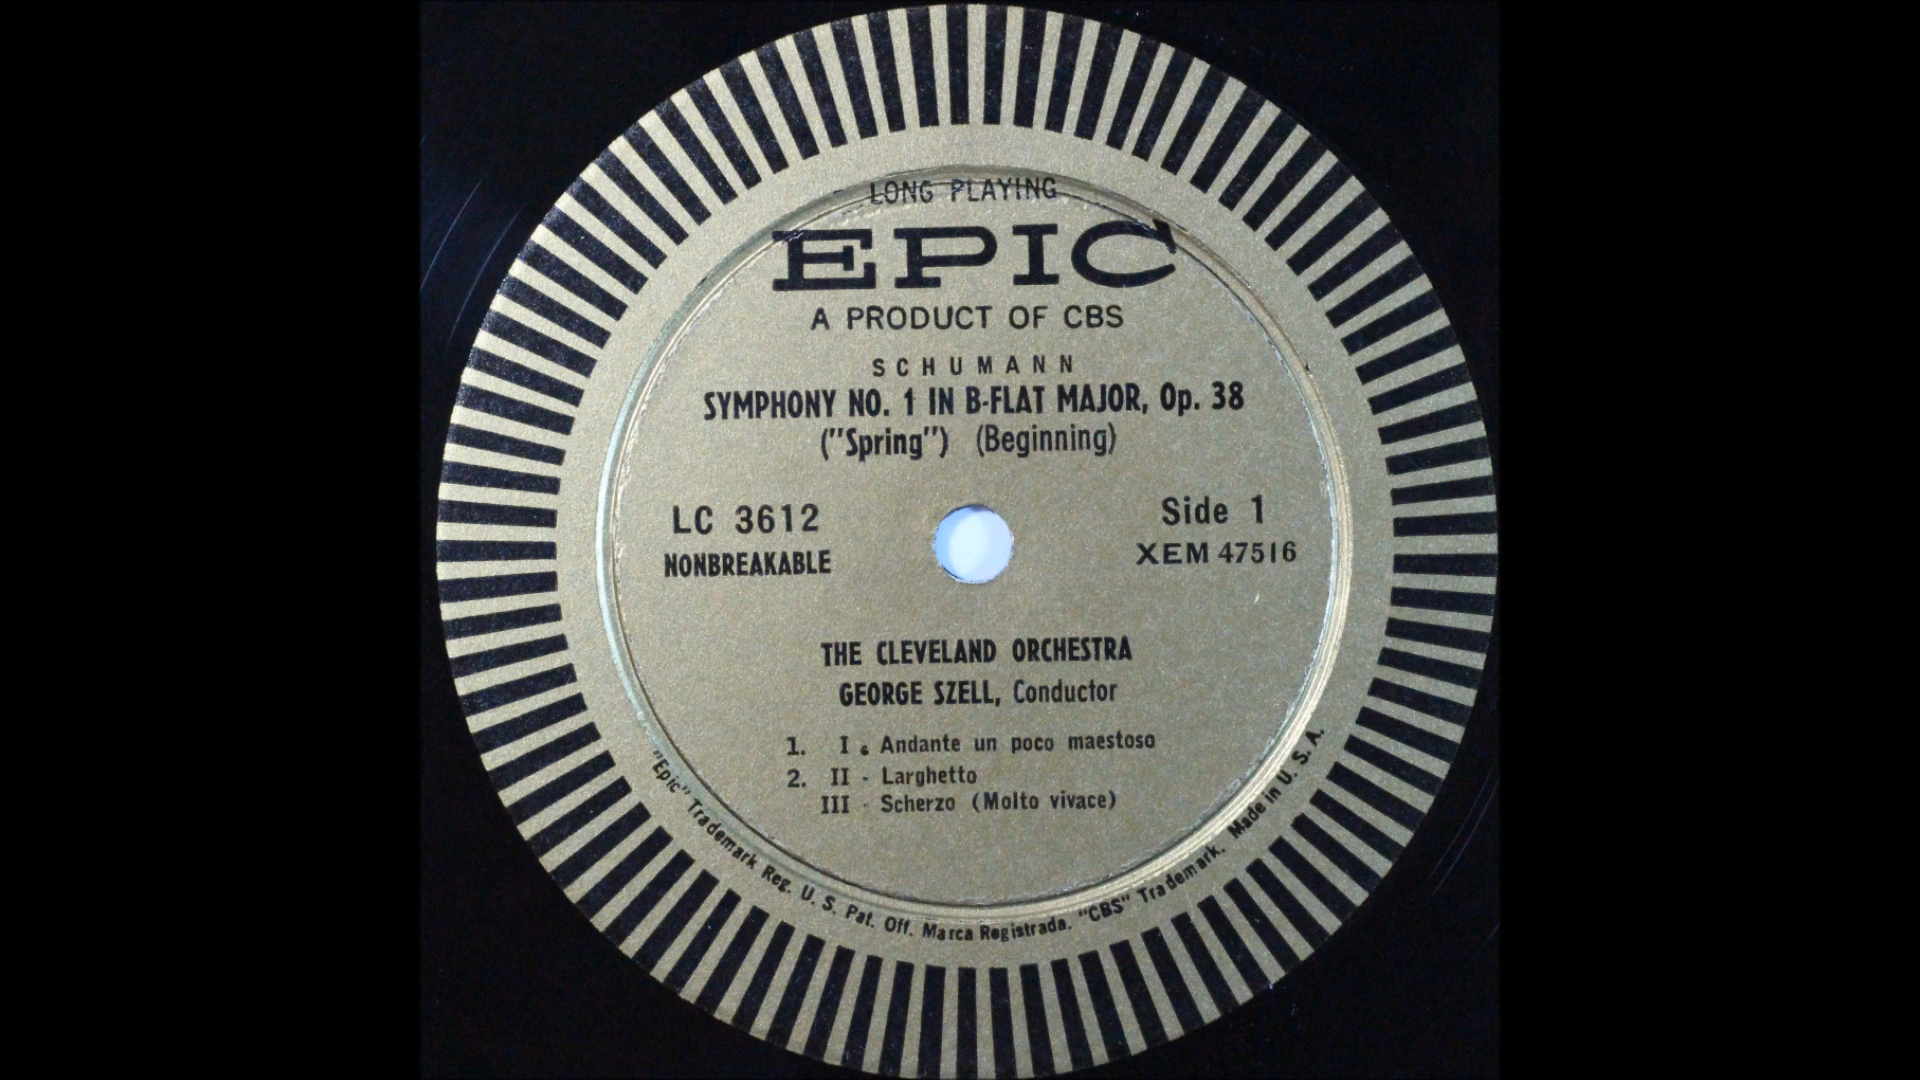 LONG PLAYING
EPIC
A PRODUCT OF CBS
SCHUMANN
SYMPHONY NO. 1 IN B-FLAT MAJOR, Op. 38
("Spring") (Beginning)
LC 3612
NONBREAKABLE
Side 1
XEM 47516
THE CLEVELAND ORCHESTRA
GEORGE SZELL, Conductor
1. I - Andante un poco maestoso
2. II - Larghetto
III - Scherzo (Molto vivace)
"Epic" Trademark Reg. U. S. Pat. Off. Marca Registrada. "CBS" Trademark. Made in U. S. A.